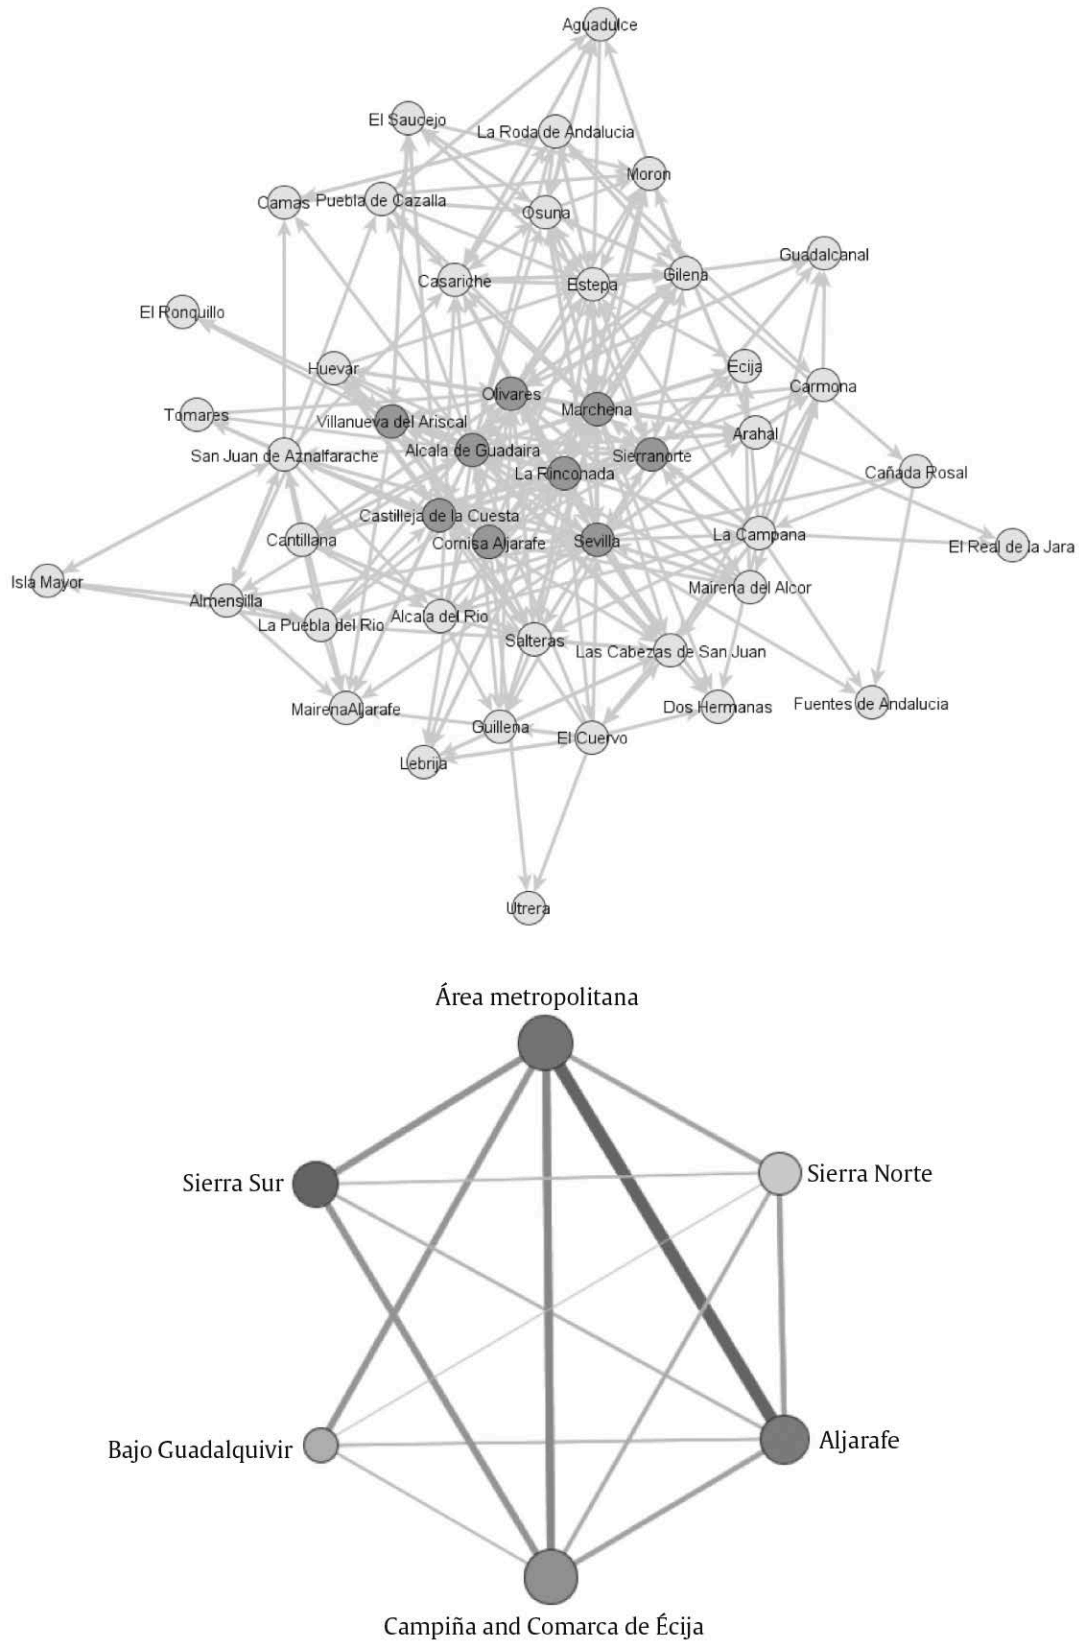 Aguadulce
El Saucejo
La Roda de Andalucia
Moron
Camas
Puebla de Cazalla
Osuna
Guadalcanal
Casariche
Estepa
Gilena
El Ronquillo
Huevar
Ecija
Carmona
Olivares
Tomares
Villanueva del Ariscal
Marchena
Arahal
San Juan de Aznalfarache
Alcala de Guadaira
Sierranorte
La Rinconada
Cañada Rosal
Castilleja de la Cuesta
Cantillana
Cornisa Aljarafe
Sevilla
La Campana
El Real de la Jara
Isla Mayor
Almensilla
Mairena del Alcor
La Puebla del Rio
Alcala del Rio
Salteras
Las Cabezas de San Juan
MairenaAljarafe
Dos Hermanas
Fuentes de Andalucia
Guillena
El Cuervo
Lebrija
Utrera
Área metropolitana
Sierra Sur
Sierra Norte
Bajo Guadalquivir
Aljarafe
Campiña and Comarca de Écija